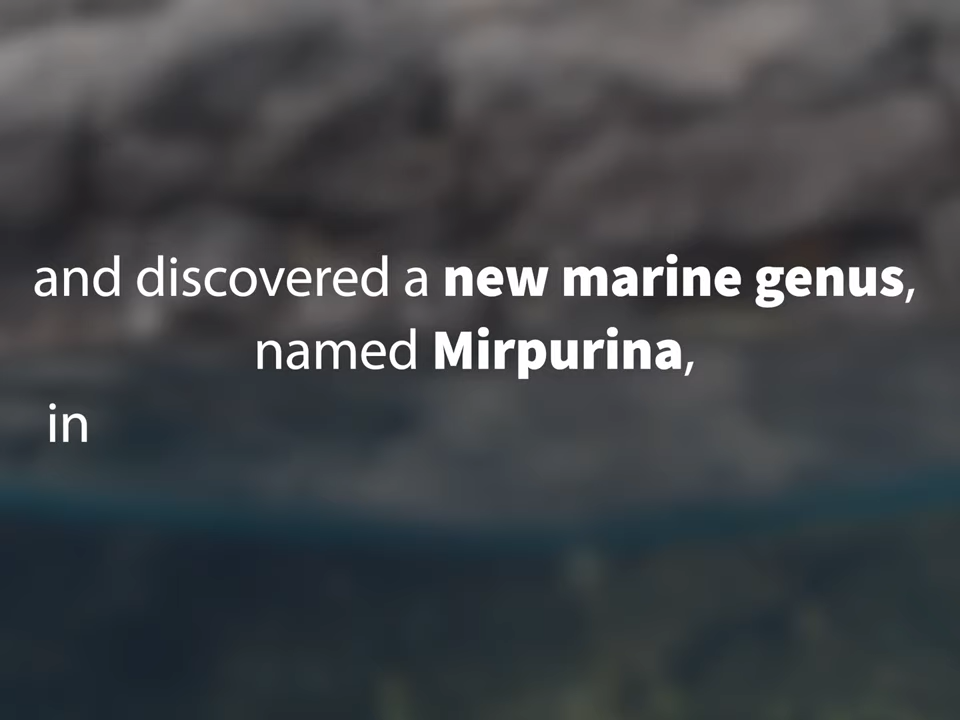 and discovered a new marine genus,
named Mirpurina,
in